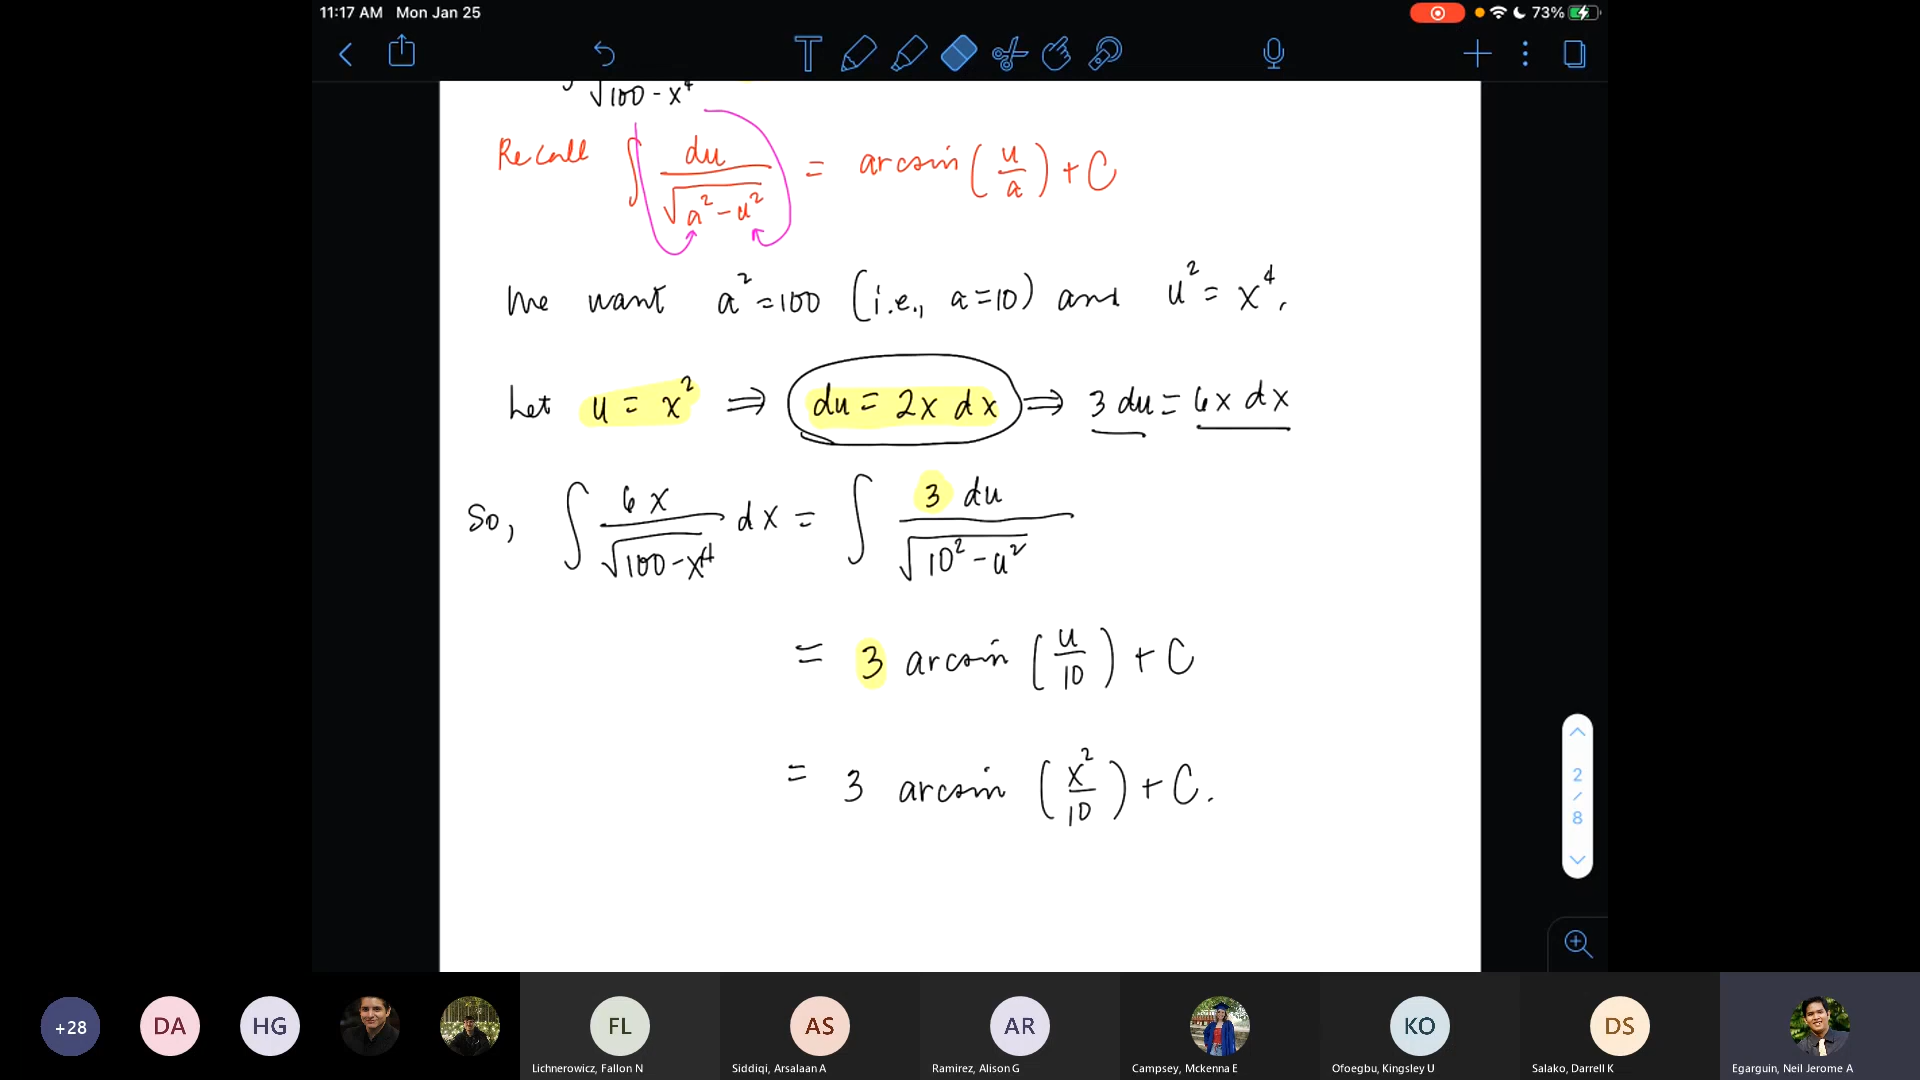 11:17 AM Mon Jan 25
73%
T
√100 - x⁴
Recall ∫ du/√a² - u² = arcsin (u/a) + C
We want a² = 100 (i.e., a = 10) and u² = x⁴.
Let u = x² ⇒ du = 2x dx ⇒ 3 du = 6x dx
So, ∫ 6x/√100 - x⁴ dx = ∫ 3 du/√10² - u²
= 3 arcsin (u/10) + C
= 3 arcsin (x²/10) + C.
2
/
8
+28
DA
HG
FL
AS
AR
KO
DS
Lichnerowicz, Fallon N
Siddiqi, Arsalaan A
Ramirez, Alison G
Campsey, Mckenna E
Ofoegbu, Kingsley U
Salako, Darrell K
Egarguin, Neil Jerome A